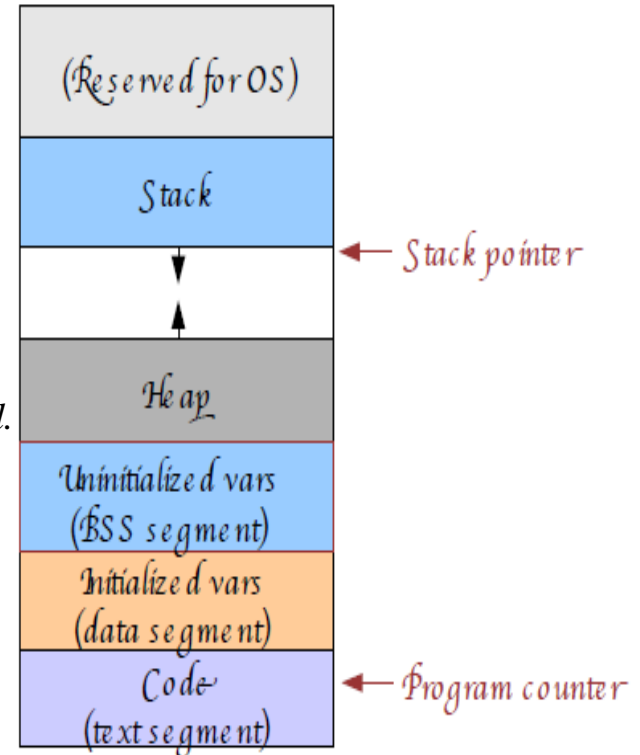 (Reserved for OS)
Stack
Stack pointer
Heap
d.
Uninitialized vars
(BSS segment)
Initialized vars
(data segment)
Code
Program counter
(text segment)